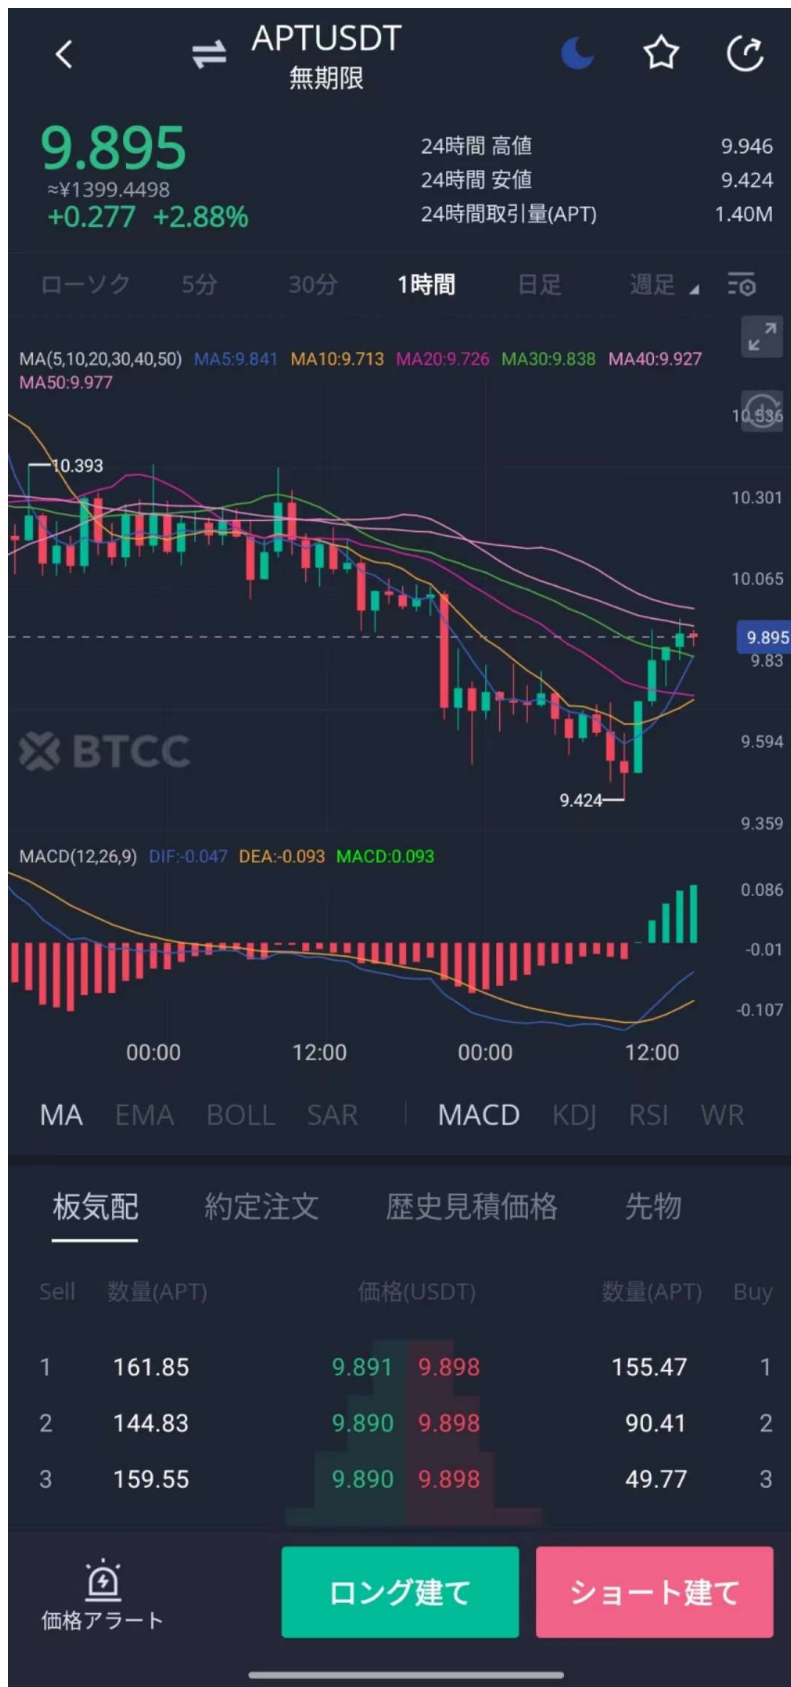 APTUSDT
無期限
9.895
≈¥1399.4498
+0.277 +2.88%
24時間 高値 9.946
24時間 安値 9.424
24時間取引量(APT) 1.40M
ローソク 5分 30分 1時間 日足 週足
MA(5,10,20,30,40,50) MA5:9.841 MA10:9.713 MA20:9.726 MA30:9.838 MA40:9.927
MA50:9.977
10.536
10.393
10.301
10.065
9.895
9.83
BTCC
9.594
9.424
9.359
MACD(12,26,9) DIF:-0.047 DEA:-0.093 MACD:0.093
0.086
-0.01
-0.107
00:00 12:00 00:00 12:00
MA EMA BOLL SAR MACD KDJ RSI WR
板気配 約定注文 歴史見積価格 先物
Sell 数量(APT) 価格(USDT) 数量(APT) Buy
1 161.85 9.891 9.898 155.47 1
2 144.83 9.890 9.898 90.41 2
3 159.55 9.890 9.898 49.77 3
価格アラート
ロング建て
ショート建て